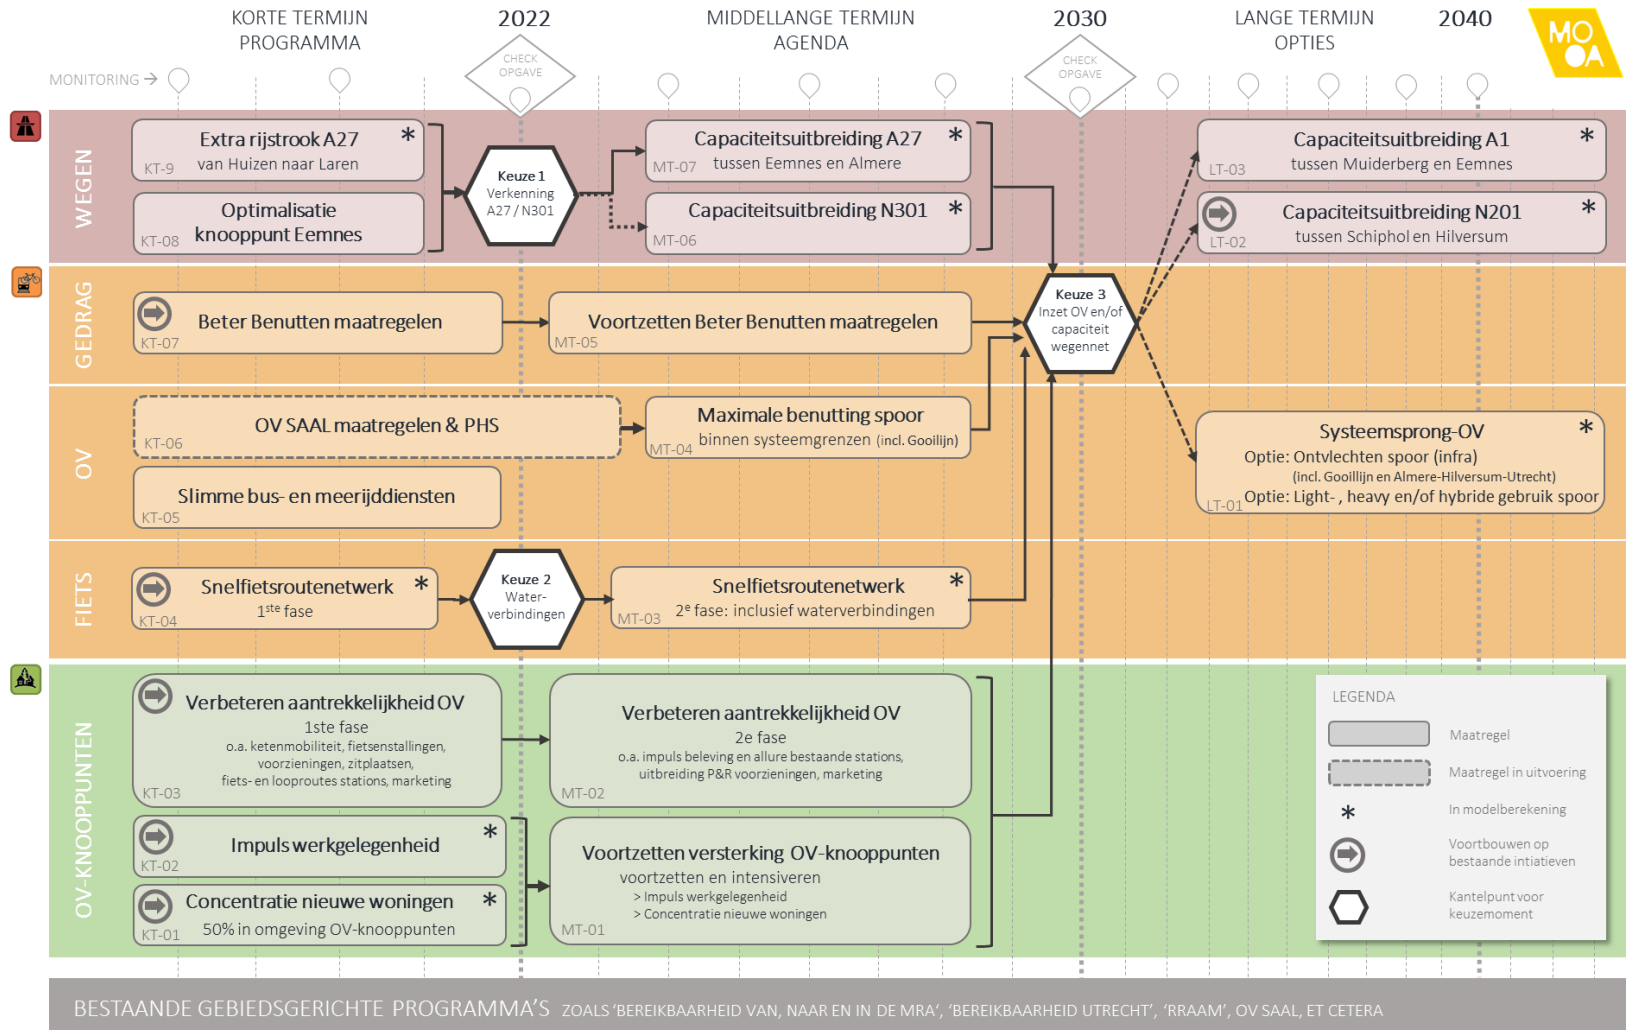 KORTE TERMIJN
PROGRAMMA
2022
MIDDELLANGE TERMIJN
AGENDA
2030
LANGE TERMIJN
OPTIES
2040
MO
OA
MONITORING →
CHECK
OPGAVE
CHECK
OPGAVE
WEGEN
Extra rijstrook A27 *
van Huizen naar Laren
KT-9
Optimalisatie
knooppunt Eemnes
KT-08
Keuze 1
Verkenning
A27 / N301
Capaciteitsuitbreiding A27 *
tussen Eemnes en Almere
MT-07
Capaciteitsuitbreiding N301 *
MT-06
Capaciteitsuitbreiding A1 *
tussen Muiderberg en Eemnes
LT-03
Capaciteitsuitbreiding N201 *
tussen Schiphol en Hilversum
LT-02
GEDRAG
Beter Benutten maatregelen
KT-07
Voortzetten Beter Benutten maatregelen
MT-05
Keuze 3
Inzet OV en/of
capaciteit
wegennet
OV
OV SAAL maatregelen & PHS
KT-06
Maximale benutting spoor
binnen systeemgrenzen (incl. Gooilijn)
MT-04
Slimme bus- en meerijddiensten
KT-05
Systeemsprong-OV *
Optie: Ontvlechten spoor (infra)
(incl. Gooillijn en Almere-Hilversum-Utrecht)
Optie: Light- , heavy en/of hybride gebruik spoor
LT-01
FIETS
Snelfietsroutenetwerk *
1ste fase
KT-04
Keuze 2
Water-
verbindingen
Snelfietsroutenetwerk *
2e fase: inclusief waterverbindingen
MT-03
OV-KNOOPPUNTEN
Verbeteren aantrekkelijkheid OV
1ste fase
o.a. ketenmobiliteit, fietsenstallingen,
voorzieningen, zitplaatsen,
fiets- en looproutes stations, marketing
KT-03
Verbeteren aantrekkelijkheid OV
2e fase
o.a. impuls beleving en allure bestaande stations,
uitbreiding P&R voorzieningen, marketing
MT-02
Impuls werkgelegenheid *
KT-02
Concentratie nieuwe woningen *
50% in omgeving OV-knooppunten
KT-01
Voortzetten versterking OV-knooppunten
voortzetten en intensiveren
> Impuls werkgelegenheid
> Concentratie nieuwe woningen
MT-01
LEGENDA
Maatregel
Maatregel in uitvoering
* In modelberekening
Voortbouwen op
bestaande intiatieven
Kantelpunt voor
keuzemoment
BESTAANDE GEBIEDSGERICHTE PROGRAMMA'S ZOALS 'BEREIKBAARHEID VAN, NAAR EN IN DE MRA', 'BEREIKBAARHEID UTRECHT', 'RRAAM', OV SAAL, ET CETERA